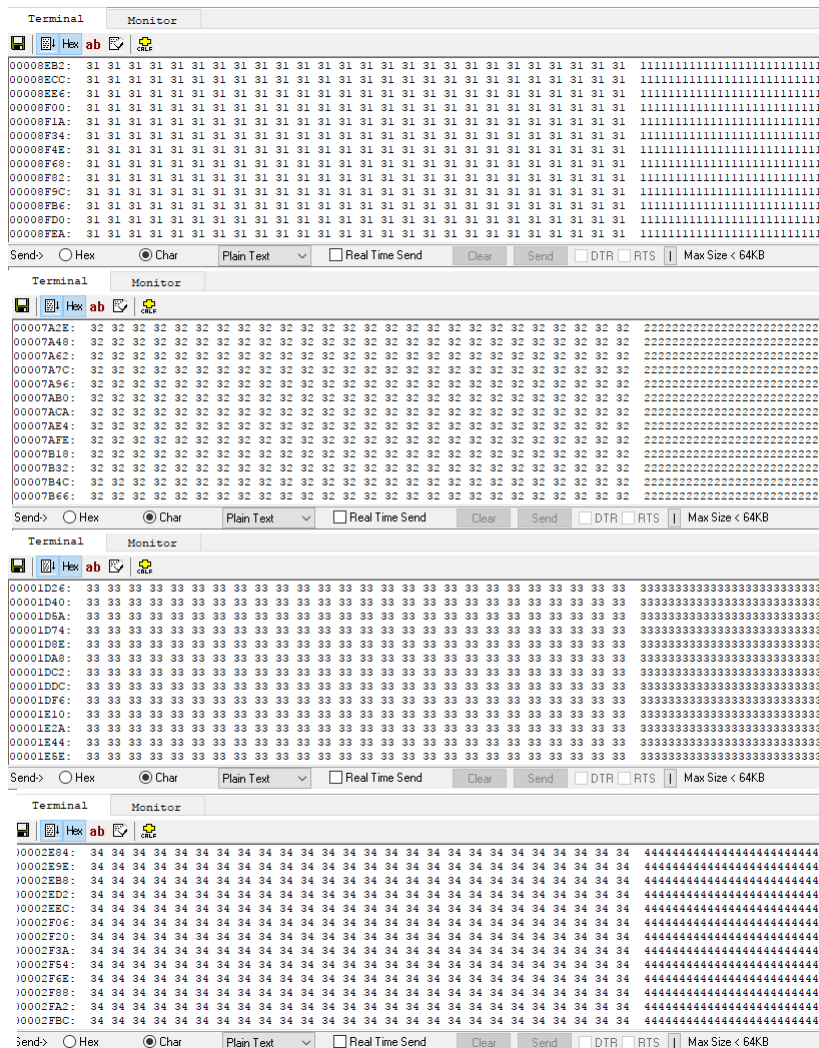 Terminal Monitor
Hex ab CRLF
00008EB2: 31 31 31 31 31 31 31 31 31 31 31 31 31 31 31 31 31 31 31 31 31 31 31 31 31 31 1111111111111111111111111
00008ECC: 31 31 31 31 31 31 31 31 31 31 31 31 31 31 31 31 31 31 31 31 31 31 31 31 31 31 1111111111111111111111111
00008EE6: 31 31 31 31 31 31 31 31 31 31 31 31 31 31 31 31 31 31 31 31 31 31 31 31 31 31 1111111111111111111111111
00008F00: 31 31 31 31 31 31 31 31 31 31 31 31 31 31 31 31 31 31 31 31 31 31 31 31 31 31 1111111111111111111111111
00008F1A: 31 31 31 31 31 31 31 31 31 31 31 31 31 31 31 31 31 31 31 31 31 31 31 31 31 31 1111111111111111111111111
00008F34: 31 31 31 31 31 31 31 31 31 31 31 31 31 31 31 31 31 31 31 31 31 31 31 31 31 31 1111111111111111111111111
00008F4E: 31 31 31 31 31 31 31 31 31 31 31 31 31 31 31 31 31 31 31 31 31 31 31 31 31 31 1111111111111111111111111
00008F68: 31 31 31 31 31 31 31 31 31 31 31 31 31 31 31 31 31 31 31 31 31 31 31 31 31 31 1111111111111111111111111
00008F82: 31 31 31 31 31 31 31 31 31 31 31 31 31 31 31 31 31 31 31 31 31 31 31 31 31 31 1111111111111111111111111
00008F9C: 31 31 31 31 31 31 31 31 31 31 31 31 31 31 31 31 31 31 31 31 31 31 31 31 31 31 1111111111111111111111111
00008FB6: 31 31 31 31 31 31 31 31 31 31 31 31 31 31 31 31 31 31 31 31 31 31 31 31 31 31 1111111111111111111111111
00008FD0: 31 31 31 31 31 31 31 31 31 31 31 31 31 31 31 31 31 31 31 31 31 31 31 31 31 31 1111111111111111111111111
00008FEA: 31 31 31 31 31 31 31 31 31 31 31 31 31 31 31 31 31 31 31 31 31 31 31 31 31 31 1111111111111111111111111
Send-> Hex Char Plain Text Real Time Send Clear Send DTR RTS | Max Size < 64KB
Terminal Monitor
Hex ab CRLF
00007A2E: 32 32 32 32 32 32 32 32 32 32 32 32 32 32 32 32 32 32 32 32 32 32 32 32 32 32 2222222222222222222222222
00007A48: 32 32 32 32 32 32 32 32 32 32 32 32 32 32 32 32 32 32 32 32 32 32 32 32 32 32 2222222222222222222222222
00007A62: 32 32 32 32 32 32 32 32 32 32 32 32 32 32 32 32 32 32 32 32 32 32 32 32 32 32 2222222222222222222222222
00007A7C: 32 32 32 32 32 32 32 32 32 32 32 32 32 32 32 32 32 32 32 32 32 32 32 32 32 32 2222222222222222222222222
00007A96: 32 32 32 32 32 32 32 32 32 32 32 32 32 32 32 32 32 32 32 32 32 32 32 32 32 32 2222222222222222222222222
00007AB0: 32 32 32 32 32 32 32 32 32 32 32 32 32 32 32 32 32 32 32 32 32 32 32 32 32 32 2222222222222222222222222
00007ACA: 32 32 32 32 32 32 32 32 32 32 32 32 32 32 32 32 32 32 32 32 32 32 32 32 32 32 2222222222222222222222222
00007AE4: 32 32 32 32 32 32 32 32 32 32 32 32 32 32 32 32 32 32 32 32 32 32 32 32 32 32 2222222222222222222222222
00007AFE: 32 32 32 32 32 32 32 32 32 32 32 32 32 32 32 32 32 32 32 32 32 32 32 32 32 32 2222222222222222222222222
00007B18: 32 32 32 32 32 32 32 32 32 32 32 32 32 32 32 32 32 32 32 32 32 32 32 32 32 32 2222222222222222222222222
00007B32: 32 32 32 32 32 32 32 32 32 32 32 32 32 32 32 32 32 32 32 32 32 32 32 32 32 32 2222222222222222222222222
00007B4C: 32 32 32 32 32 32 32 32 32 32 32 32 32 32 32 32 32 32 32 32 32 32 32 32 32 32 2222222222222222222222222
00007B66: 32 32 32 32 32 32 32 32 32 32 32 32 32 32 32 32 32 32 32 32 32 32 32 32 32 32 2222222222222222222222222
Send-> Hex Char Plain Text Real Time Send Clear Send DTR RTS | Max Size < 64KB
Terminal Monitor
Hex ab CRLF
00001D26: 33 33 33 33 33 33 33 33 33 33 33 33 33 33 33 33 33 33 33 33 33 33 33 33 33 33 3333333333333333333333333
00001D40: 33 33 33 33 33 33 33 33 33 33 33 33 33 33 33 33 33 33 33 33 33 33 33 33 33 33 3333333333333333333333333
00001D5A: 33 33 33 33 33 33 33 33 33 33 33 33 33 33 33 33 33 33 33 33 33 33 33 33 33 33 3333333333333333333333333
00001D74: 33 33 33 33 33 33 33 33 33 33 33 33 33 33 33 33 33 33 33 33 33 33 33 33 33 33 3333333333333333333333333
00001D8E: 33 33 33 33 33 33 33 33 33 33 33 33 33 33 33 33 33 33 33 33 33 33 33 33 33 33 3333333333333333333333333
00001DA8: 33 33 33 33 33 33 33 33 33 33 33 33 33 33 33 33 33 33 33 33 33 33 33 33 33 33 3333333333333333333333333
00001DC2: 33 33 33 33 33 33 33 33 33 33 33 33 33 33 33 33 33 33 33 33 33 33 33 33 33 33 3333333333333333333333333
00001DDC: 33 33 33 33 33 33 33 33 33 33 33 33 33 33 33 33 33 33 33 33 33 33 33 33 33 33 3333333333333333333333333
00001DF6: 33 33 33 33 33 33 33 33 33 33 33 33 33 33 33 33 33 33 33 33 33 33 33 33 33 33 3333333333333333333333333
00001E10: 33 33 33 33 33 33 33 33 33 33 33 33 33 33 33 33 33 33 33 33 33 33 33 33 33 33 3333333333333333333333333
00001E2A: 33 33 33 33 33 33 33 33 33 33 33 33 33 33 33 33 33 33 33 33 33 33 33 33 33 33 3333333333333333333333333
00001E44: 33 33 33 33 33 33 33 33 33 33 33 33 33 33 33 33 33 33 33 33 33 33 33 33 33 33 3333333333333333333333333
00001E5E: 33 33 33 33 33 33 33 33 33 33 33 33 33 33 33 33 33 33 33 33 33 33 33 33 33 33 3333333333333333333333333
Send-> Hex Char Plain Text Real Time Send Clear Send DTR RTS | Max Size < 64KB
Terminal Monitor
Hex ab CRLF
00002E84: 34 34 34 34 34 34 34 34 34 34 34 34 34 34 34 34 34 34 34 34 34 34 34 34 34 34 4444444444444444444444444
00002E9E: 34 34 34 34 34 34 34 34 34 34 34 34 34 34 34 34 34 34 34 34 34 34 34 34 34 34 4444444444444444444444444
00002EB8: 34 34 34 34 34 34 34 34 34 34 34 34 34 34 34 34 34 34 34 34 34 34 34 34 34 34 4444444444444444444444444
00002ED2: 34 34 34 34 34 34 34 34 34 34 34 34 34 34 34 34 34 34 34 34 34 34 34 34 34 34 4444444444444444444444444
00002EEC: 34 34 34 34 34 34 34 34 34 34 34 34 34 34 34 34 34 34 34 34 34 34 34 34 34 34 4444444444444444444444444
00002F06: 34 34 34 34 34 34 34 34 34 34 34 34 34 34 34 34 34 34 34 34 34 34 34 34 34 34 4444444444444444444444444
00002F20: 34 34 34 34 34 34 34 34 34 34 34 34 34 34 34 34 34 34 34 34 34 34 34 34 34 34 4444444444444444444444444
00002F3A: 34 34 34 34 34 34 34 34 34 34 34 34 34 34 34 34 34 34 34 34 34 34 34 34 34 34 4444444444444444444444444
00002F54: 34 34 34 34 34 34 34 34 34 34 34 34 34 34 34 34 34 34 34 34 34 34 34 34 34 34 4444444444444444444444444
00002F6E: 34 34 34 34 34 34 34 34 34 34 34 34 34 34 34 34 34 34 34 34 34 34 34 34 34 34 4444444444444444444444444
00002F88: 34 34 34 34 34 34 34 34 34 34 34 34 34 34 34 34 34 34 34 34 34 34 34 34 34 34 4444444444444444444444444
00002FA2: 34 34 34 34 34 34 34 34 34 34 34 34 34 34 34 34 34 34 34 34 34 34 34 34 34 34 4444444444444444444444444
00002FBC: 34 34 34 34 34 34 34 34 34 34 34 34 34 34 34 34 34 34 34 34 34 34 34 34 34 34 4444444444444444444444444
Send-> Hex Char Plain Text Real Time Send Clear Send DTR RTS | Max Size < 64KB